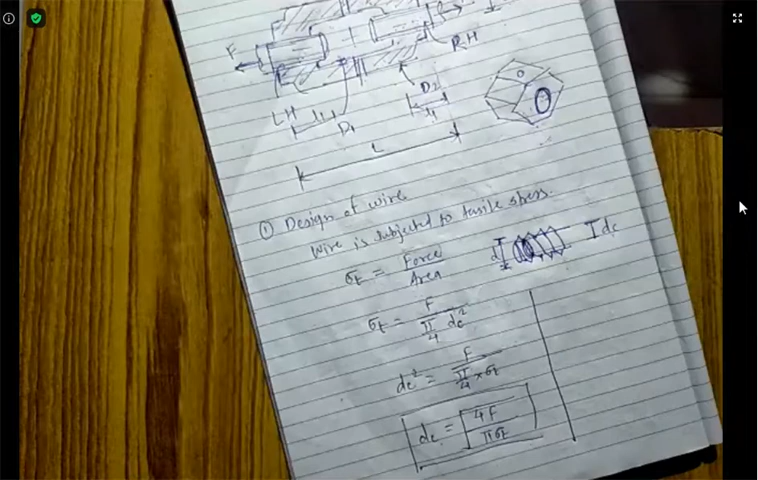 F
RH
LH
D₁
D₂
l₁
L
① Design of wire
Wire is subjected to tensile stress.
σt = Force / Area
d
dc
σt = F / (π/4 dc²)
dc² = F / (π/4 × σt)
dc = √(4F / πσt)